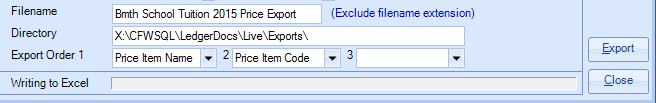 Filename Bmth School Tuition 2015 Price Export (Exclude filename extension)
Directory X:\CFWSQL\LedgerDocs\Live\Exports\
Export Order 1 Price Item Name 2 Price Item Code 3
Export
Writing to Excel
Close